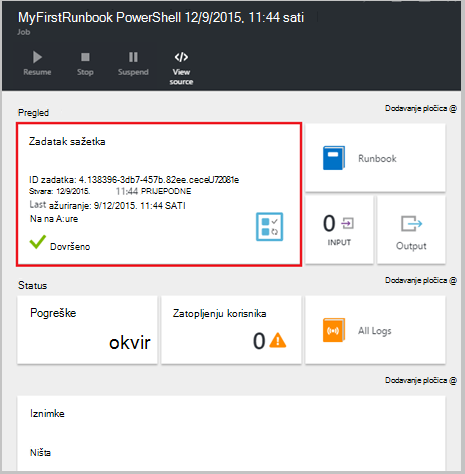 MyFirstRunbook PowerShell 12/9/2015, 11:44 sati
Job
Resume
Stop
Suspend
View source
Dodavanje pločica @
Pregled
Zadatak sažetka
ID zadatka: 4.138396-3db7-457b.82ee.ceceU72081e
Stvara: 12/9/2015. 11:44 PRIJEPODNE
Last ažuriranje: 9/12/2015. 11:44 SATI
Na na A:ure
Dovršeno
Runbook
0
INPUT
Output
Dodavanje pločica @
Status
Pogreške
okvir
Zatopljenju korisnika
0
All Logs
Dodavanje pločica @
Iznimke
Ništa